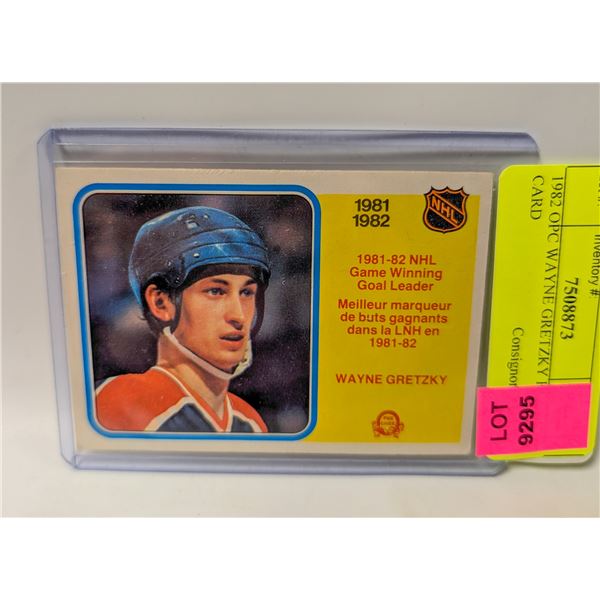 1981
1982
NHL
1981-82 NHL
Game Winning
Goal Leader
Meilleur marqueur
de buts gagnants
dans la LNH en
1981-82
WAYNE GRETZKY
Inventory #
7508873
1982 OPC WAYNE GRETZKY
CARD
Consignor
LOT
9295